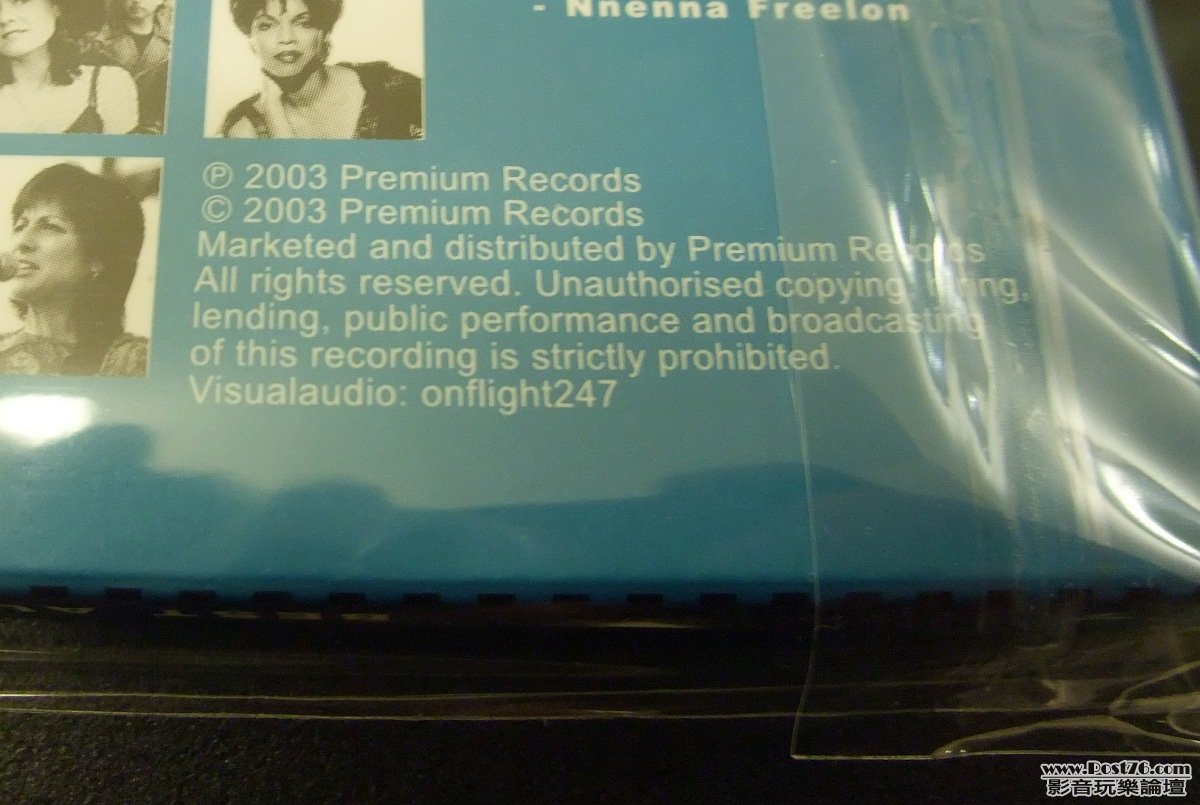 - Nnenna Freelon
℗ 2003 Premium Records
© 2003 Premium Records
Marketed and distributed by Premium Records
All rights reserved. Unauthorised copying, hiring,
lending, public performance and broadcasting
of this recording is strictly prohibited.
Visualaudio: onflight247
www.Post76.com
影音玩樂論壇